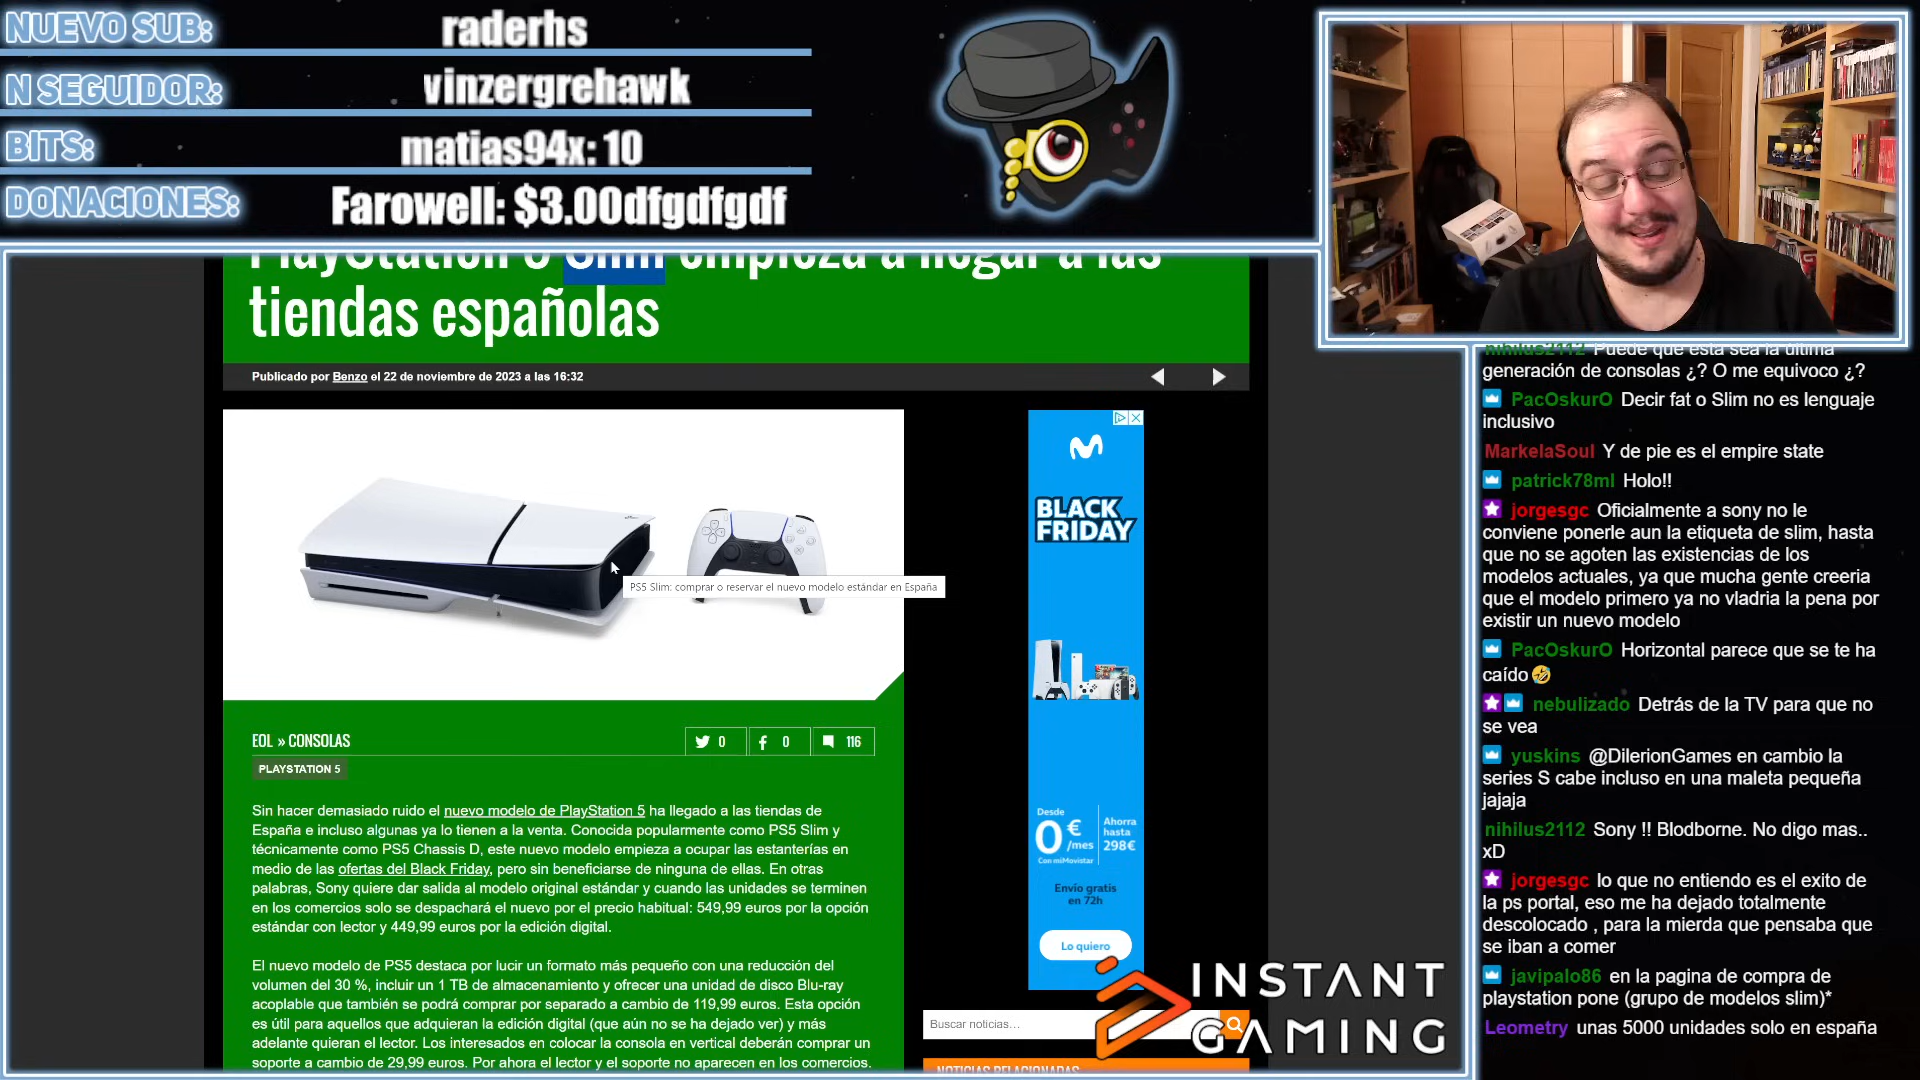 NUEVO SUB: raderhs
N SEGUIDOR: vinzergrehawk
BITS: matias94x: 10
DONACIONES: Farowell: $3.00dfgdfgdf
PlayStation 5 Slim empieza a llegar a las
tiendas españolas
Publicado por Benzo el 22 de noviembre de 2023 a las 16:32
PS5 Slim: comprar o reservar el nuevo modelo estándar en España
EOL » CONSOLAS
0
0
116
PLAYSTATION 5
Sin hacer demasiado ruido el nuevo modelo de PlayStation 5 ha llegado a las tiendas de
España e incluso algunas ya lo tienen a la venta. Conocida popularmente como PS5 Slim y
técnicamente como PS5 Chassis D, este nuevo modelo empieza a ocupar las estanterías en
medio de las ofertas del Black Friday, pero sin beneficiarse de ninguna de ellas. En otras
palabras, Sony quiere dar salida al modelo original estándar y cuando las unidades se terminen
en los comercios solo se despachará el nuevo por el precio habitual: 549,99 euros por la opción
estándar con lector y 449,99 euros por la edición digital.
El nuevo modelo de PS5 destaca por lucir un formato más pequeño con una reducción del
volumen del 30 %, incluir un 1 TB de almacenamiento y ofrecer una unidad de disco Blu-ray
acoplable que también se podrá comprar por separado a cambio de 119,99 euros. Esta opción
es útil para aquellos que adquieran la edición digital (que aún no se ha dejado ver) y más
adelante quieran el lector. Los interesados en colocar la consola en vertical deberán comprar un
soporte a cambio de 29,99 euros. Por ahora el lector y el soporte no aparecen en los comercios.
BLACK
FRIDAY
Desde
0 €
/mes
Con miMovistar
Ahora
hasta
298€
Envío gratis
en 72h
Lo quiero
Buscar noticias...
NOTICIAS RELACIONADAS
INSTANT
GAMING
nihilus2112 Puede que esta sea la última
generación de consolas ¿? O me equivoco ¿?
PacOskurO Decir fat o Slim no es lenguaje
inclusivo
MarkelaSoul Y de pie es el empire state
patrick78ml Holo!!
jorgesgc Oficialmente a sony no le
conviene ponerle aun la etiqueta de slim, hasta
que no se agoten las existencias de los
modelos actuales, ya que mucha gente creeria
que el modelo primero ya no vladria la pena por
existir un nuevo modelo
PacOskurO Horizontal parece que se te ha
caído🤣
nebulizado Detrás de la TV para que no
se vea
yuskins @DilerionGames en cambio la
series S cabe incluso en una maleta pequeña
jajaja
nihilus2112 Sony !! Blodborne. No digo mas..
xD
jorgesgc lo que no entiendo es el exito de
la ps portal, eso me ha dejado totalmente
descolocado , para la mierda que pensaba que
se iban a comer
javipalo86 en la pagina de compra de
playstation pone (grupo de modelos slim)*
Leometry unas 5000 unidades solo en españa